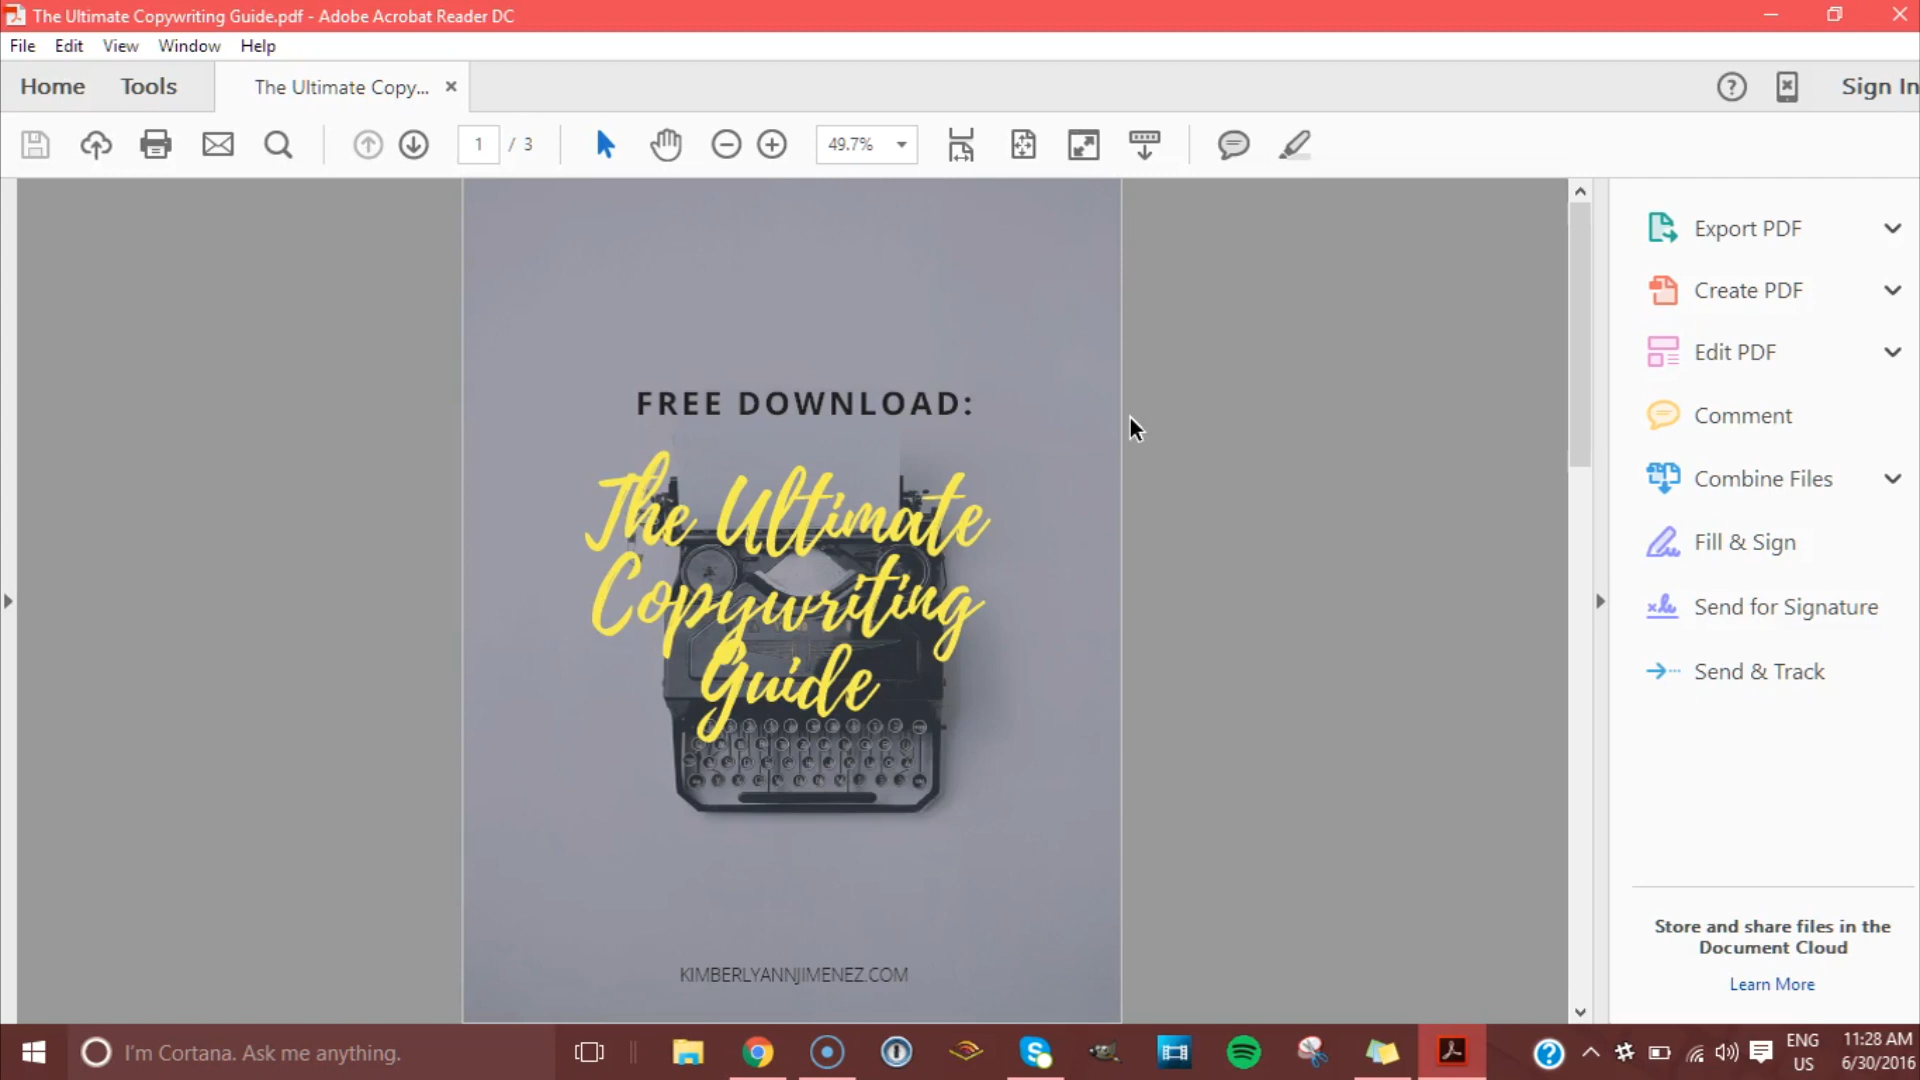 The Ultimate Copywriting Guide.pdf - Adobe Acrobat Reader DC
File Edit View Window Help
Home Tools The Ultimate Copy... Sign In
1 / 3 49.7%
Export PDF
Create PDF
Edit PDF
Comment
Combine Files
Fill & Sign
Send for Signature
Send & Track
Store and share files in the
Document Cloud
Learn More
FREE DOWNLOAD:
The Ultimate
Copywriting
Guide
KIMBERLYANNJIMENEZ.COM
I'm Cortana. Ask me anything.
ENG
US
11:28 AM
6/30/2016